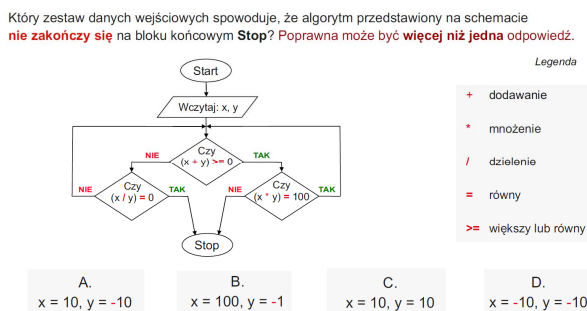 Który zestaw danych wejściowych spowoduje, że algorytm przedstawiony na schemacie
nie zakończy się na bloku końcowym Stop? Poprawna może być więcej niż jedna odpowiedź.
Legenda
Start
Wczytaj: x, y
Czy
(x + y) >= 0
NIE
TAK
NIE
Czy
(x / y) = 0
TAK
NIE
Czy
(x * y) = 100
TAK
Stop
+ dodawanie
* mnożenie
/ dzielenie
= równy
>= większy lub równy
A.
x = 10, y = -10
B.
x = 100, y = -1
C.
x = 10, y = 10
D.
x = -10, y = -10